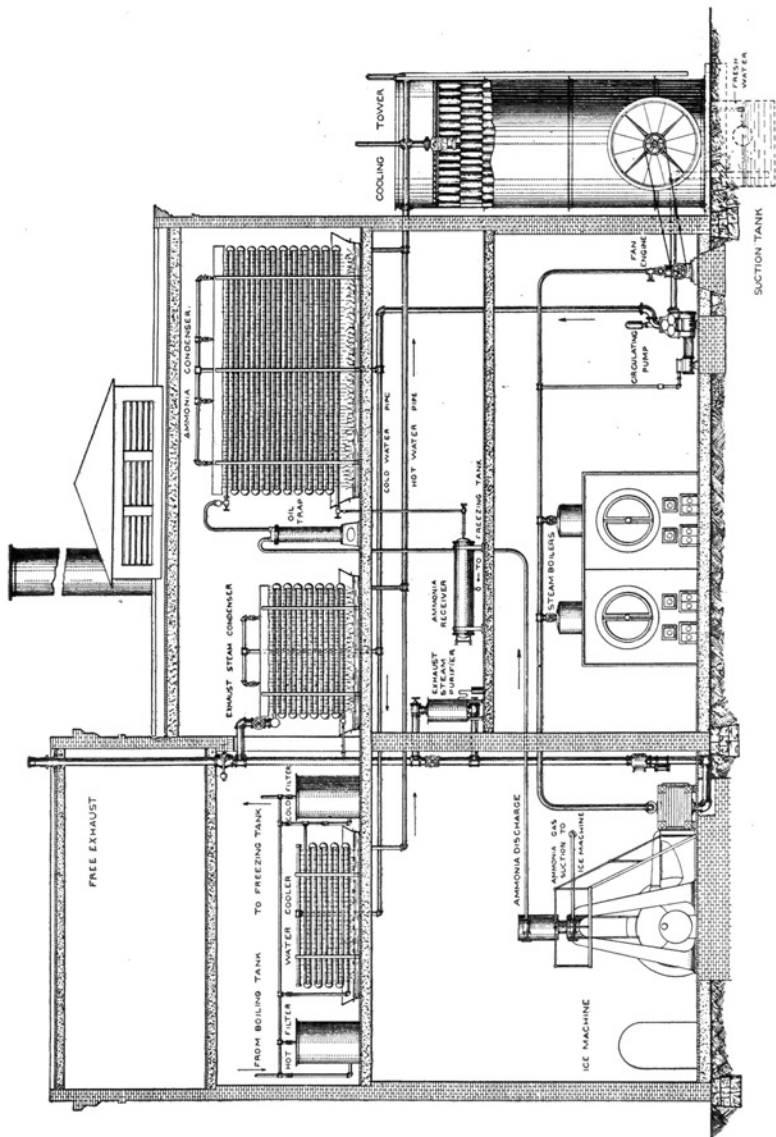 FREE EXHAUST
FROM BOILING TANK
TO FREEZING TANK
HOT FILTER
WATER COOLER
COLD FILTER
EXHAUST STEAM CONDENSER
OIL
TRAP
AMMONIA CONDENSER.
COOLING TOWER
COLD WATER PIPE
HOT WATER PIPE
EXHAUST
STEAM
PURIFIER
AMMONIA
RECEIVER
TO FREEZING TANK
AMMONIA DISCHARGE
AMMONIA GAS
SUCTION TO
ICE MACHINE
ICE MACHINE
STEAM BOILERS
CIRCULATING
PUMP
FAN
ENGINE
FRESH
WATER
SUCTION TANK